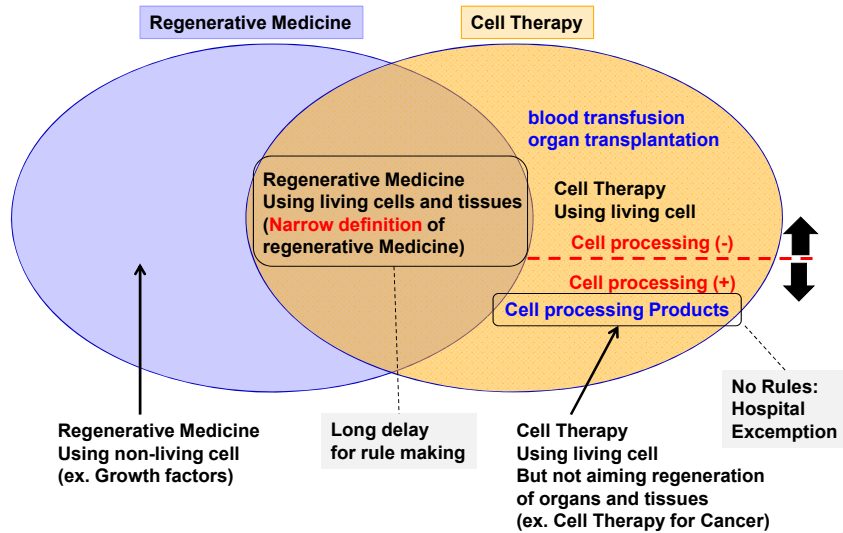 Regenerative Medicine
Cell Therapy
blood transfusion
organ transplantation
Regenerative Medicine
Using living cells and tissues
(Narrow definition of
regenerative Medicine)
Cell Therapy
Using living cell
Cell processing (-)
Cell processing (+)
Cell processing Products
No Rules:
Hospital
Excemption
Regenerative Medicine
Using non-living cell
(ex. Growth factors)
Long delay
for rule making
Cell Therapy
Using living cell
But not aiming regeneration
of organs and tissues
(ex. Cell Therapy for Cancer)